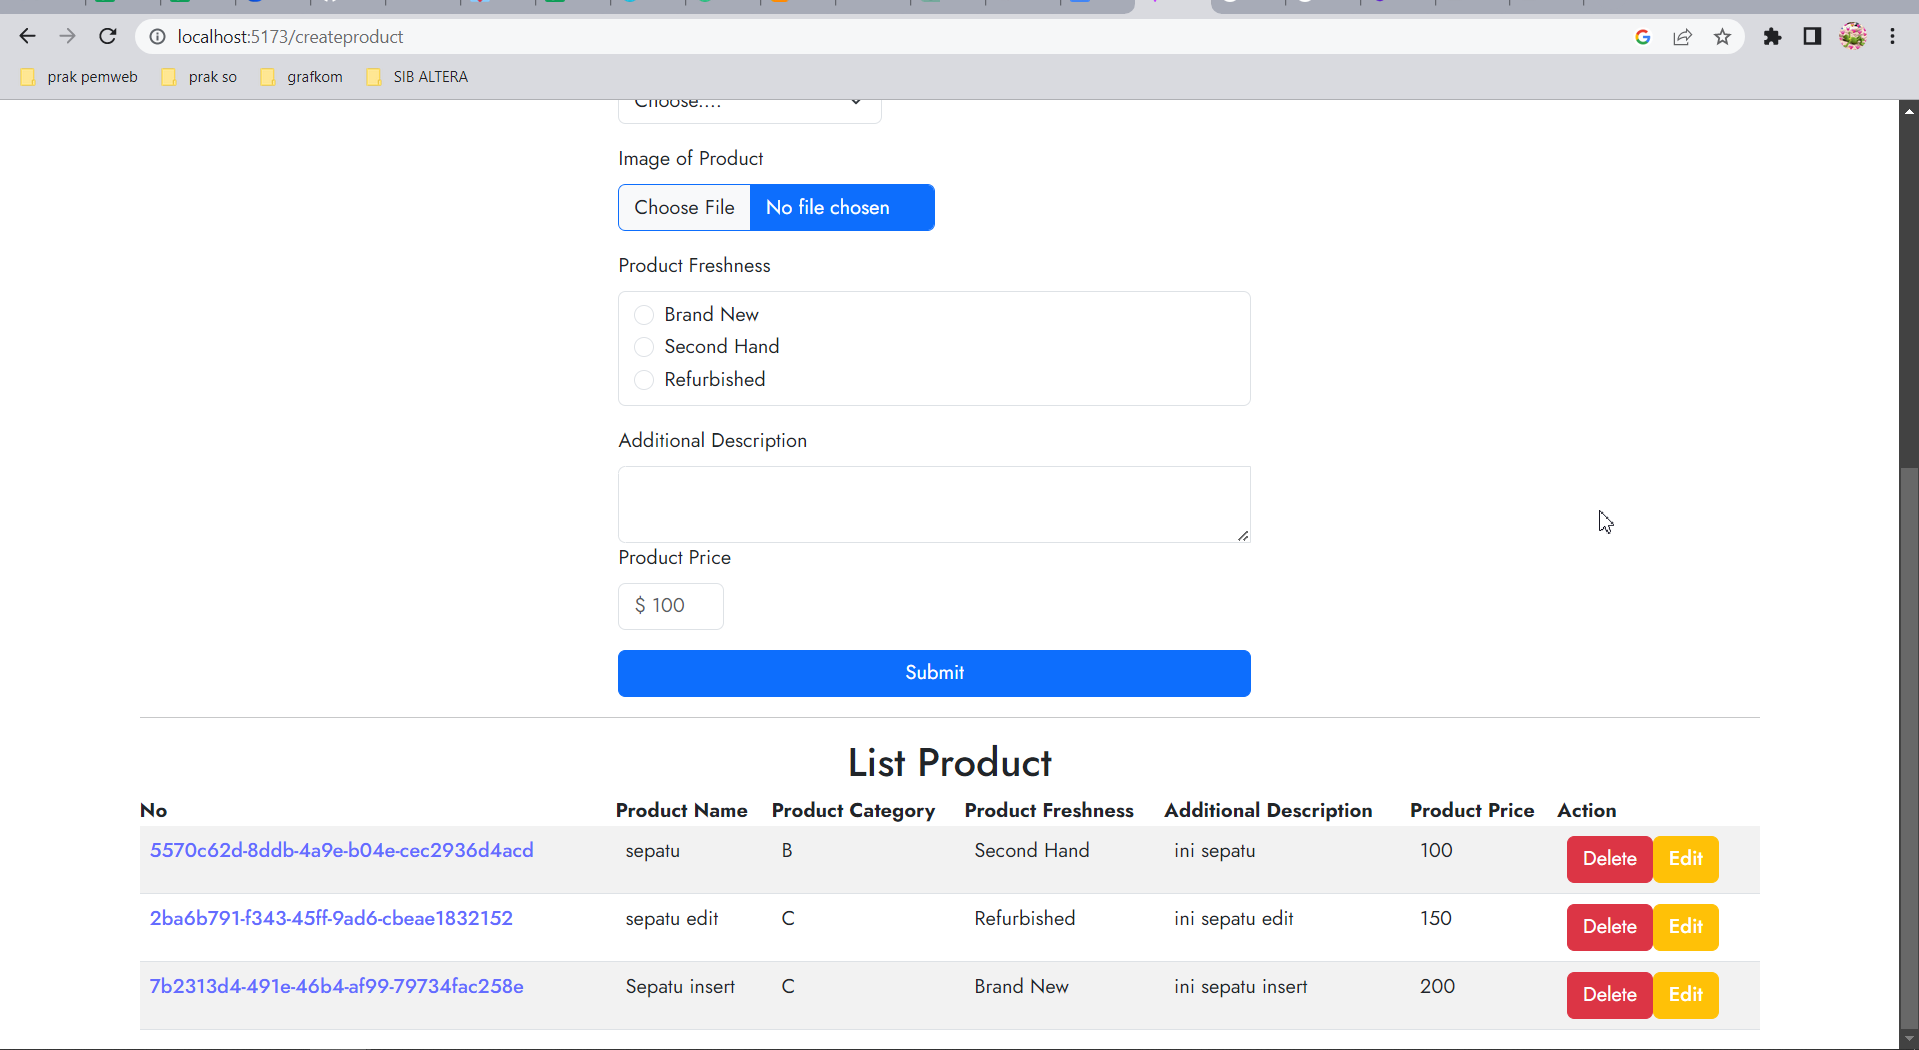 localhost:5173/createproduct
prak pemweb prak so grafkom SIB ALTERA
Choose....
Image of Product
Choose File No file chosen
Product Freshness
Brand New
Second Hand
Refurbished
Additional Description
Product Price
$ 100
Submit
List Product
No Product Name Product Category Product Freshness Additional Description Product Price Action
5570c62d-8ddb-4a9e-b04e-cec2936d4acd sepatu B Second Hand ini sepatu 100 Delete Edit
2ba6b791-f343-45ff-9ad6-cbeae1832152 sepatu edit C Refurbished ini sepatu edit 150 Delete Edit
7b2313d4-491e-46b4-af99-79734fac258e Sepatu insert C Brand New ini sepatu insert 200 Delete Edit